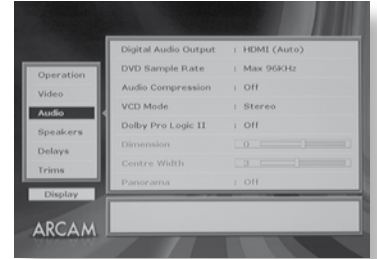 Operation
Video
Audio
Speakers
Delays
Trims
Display
Digital Audio Output : HDMI (Auto)
DVD Sample Rate : Max 96KHz
Audio Compression : Off
VCD Mode : Stereo
Dolby Pro Logic II : Off
Dimension 0
Centre Width 3
Panorama : Off
ARCAM